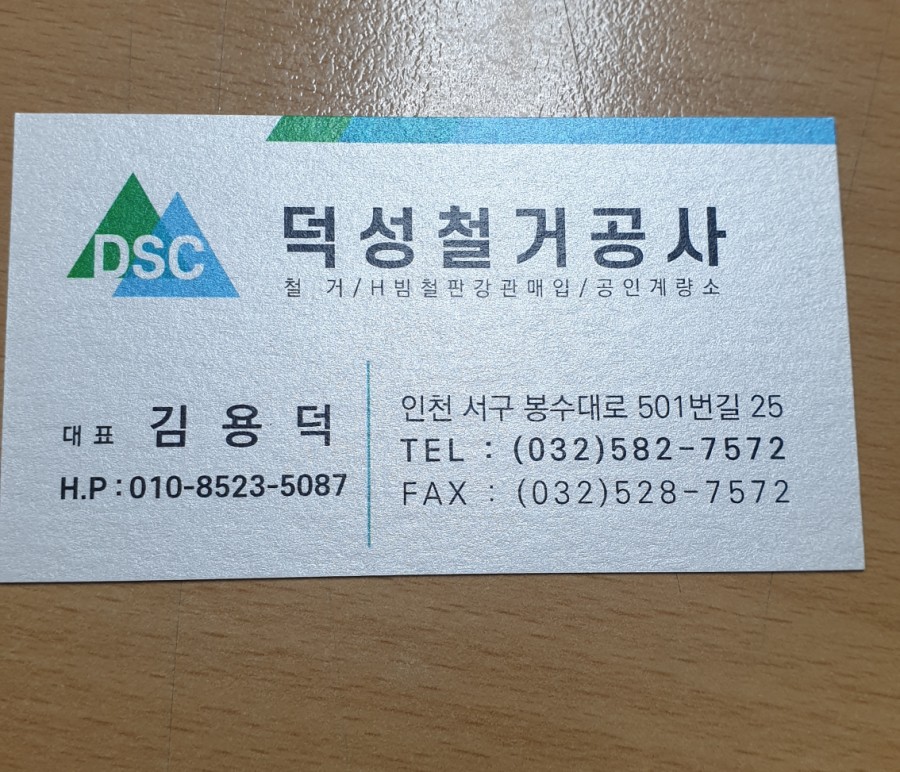 DSC
덕성철거공사
철 거/H빔철판강관매입/공인계량소
대표 김용덕
H.P:010-8523-5087
인천 서구 봉수대로 501번길 25
TEL : (032)582-7572
FAX : (032)528-7572